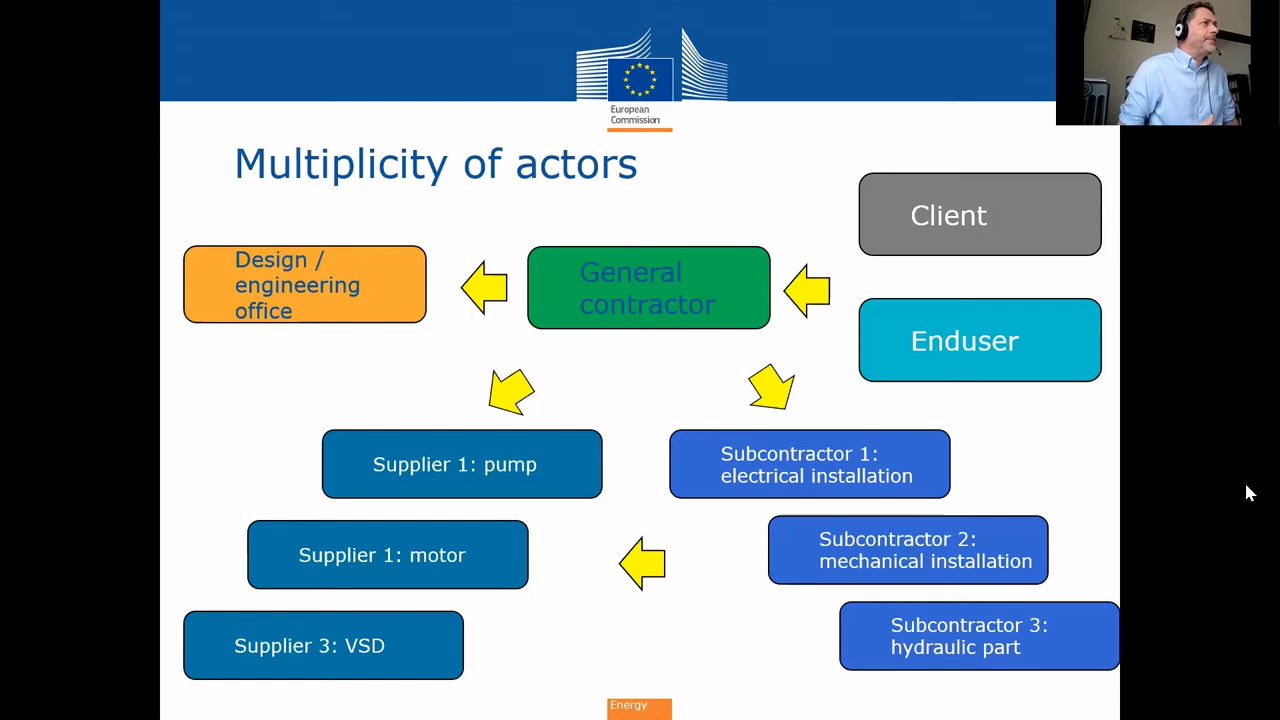 European
Commission
Multiplicity of actors
Client
Design /
engineering
office
General
contractor
Enduser
Supplier 1: pump
Subcontractor 1:
electrical installation
Supplier 1: motor
Subcontractor 2:
mechanical installation
Supplier 3: VSD
Subcontractor 3:
hydraulic part
Energy